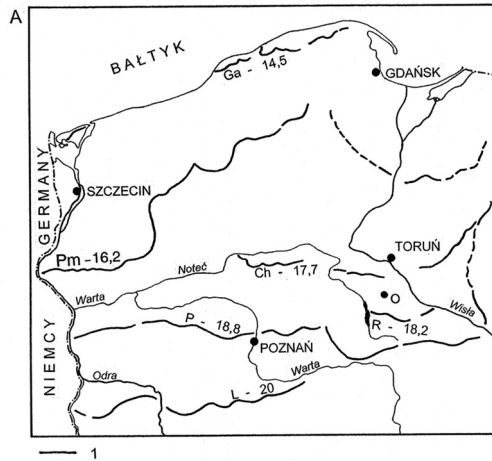 A
BAŁTYK
Ga - 14,5
GDAŃSK
GERMANY
SZCZECIN
Pm -16,2
TORUŃ
Noteć
Ch - 17,7
Warta
O
Wisła
P - 18,8
R - 18,2
NIEMCY
POZNAŃ
Odra
Warta
L - 20
1